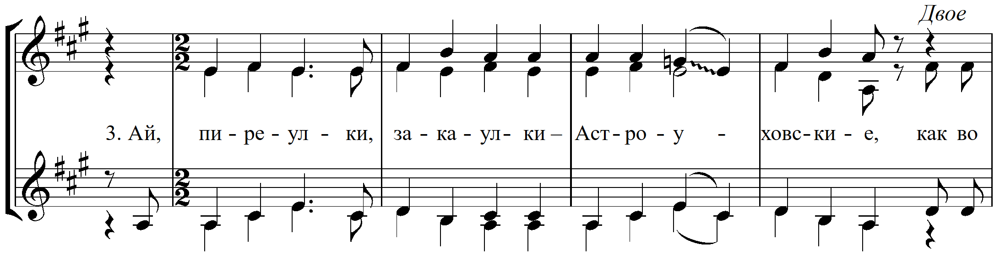 Двое
3. Ай, пи - ре - ул - ки, за - ка - ул - ки – Аст - ро - у - ховс - ки - е, как во